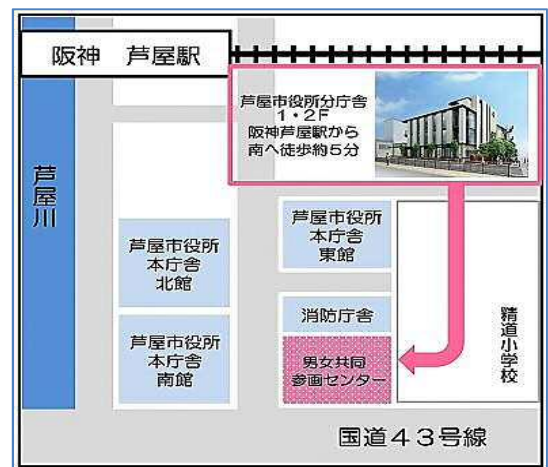 阪神 芦屋駅
芦屋市役所分庁舎
1・2F
阪神芦屋駅から
南へ徒歩約5分
芦屋川
芦屋市役所
本庁舎
北館
芦屋市役所
本庁舎
東館
消防庁舎
芦屋市役所
本庁舎
南館
男女共同
参画センター
精道小学校
国道43号線